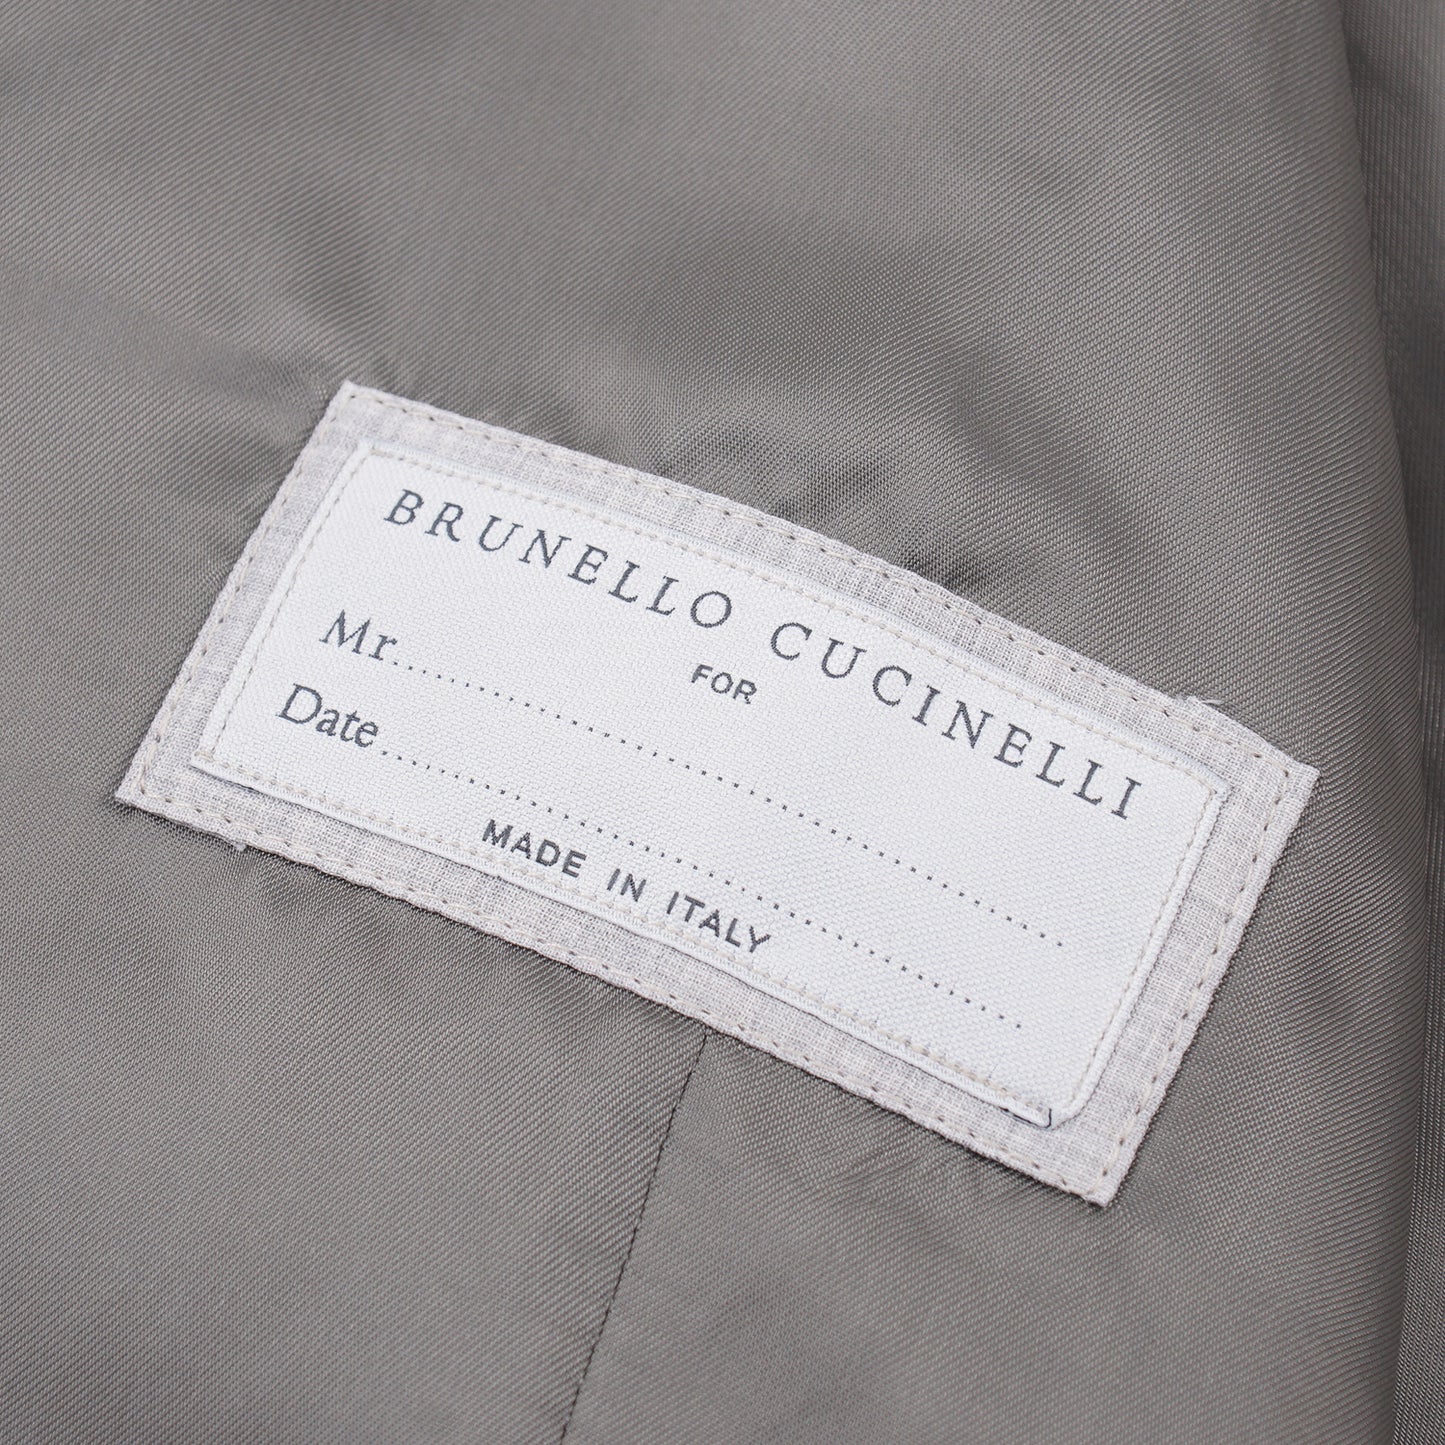 BRUNELLO CUCINELLI
FOR
Mr....................................................
Date....................................................
MADE IN ITALY